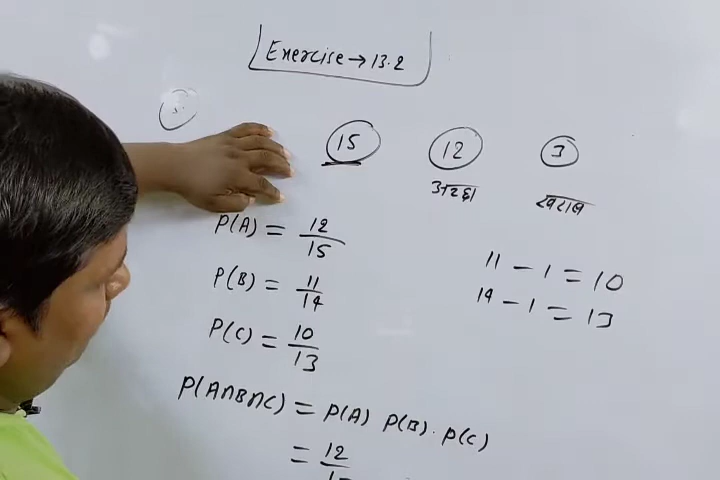 Exercise → 13.2
15 12 3
अच्छा खराब
P(A) = 12/15
11 - 1 = 10
P(B) = 11/14
14 - 1 = 13
P(C) = 10/13
P(A∩B∩C) = P(A) P(B) . P(C)
= 12/